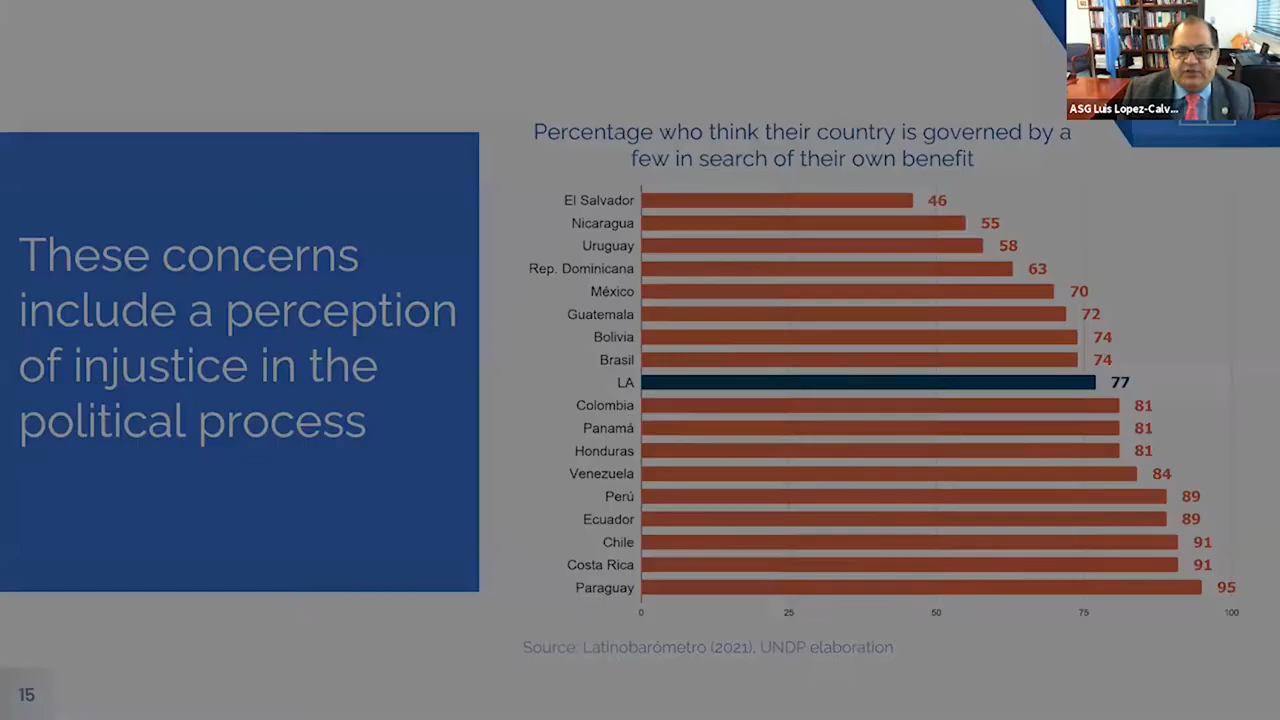 ASG Luis Lopez-Calv...
These concerns
include a perception
of injustice in the
political process
Percentage who think their country is governed by a
few in search of their own benefit
El Salvador 46
Nicaragua 55
Uruguay 58
Rep. Dominicana 63
México 70
Guatemala 72
Bolivia 74
Brasil 74
LA 77
Colombia 81
Panamá 81
Honduras 81
Venezuela 84
Perú 89
Ecuador 89
Chile 91
Costa Rica 91
Paraguay 95
0 25 50 75 100
Source: Latinobarómetro (2021), UNDP elaboration
15